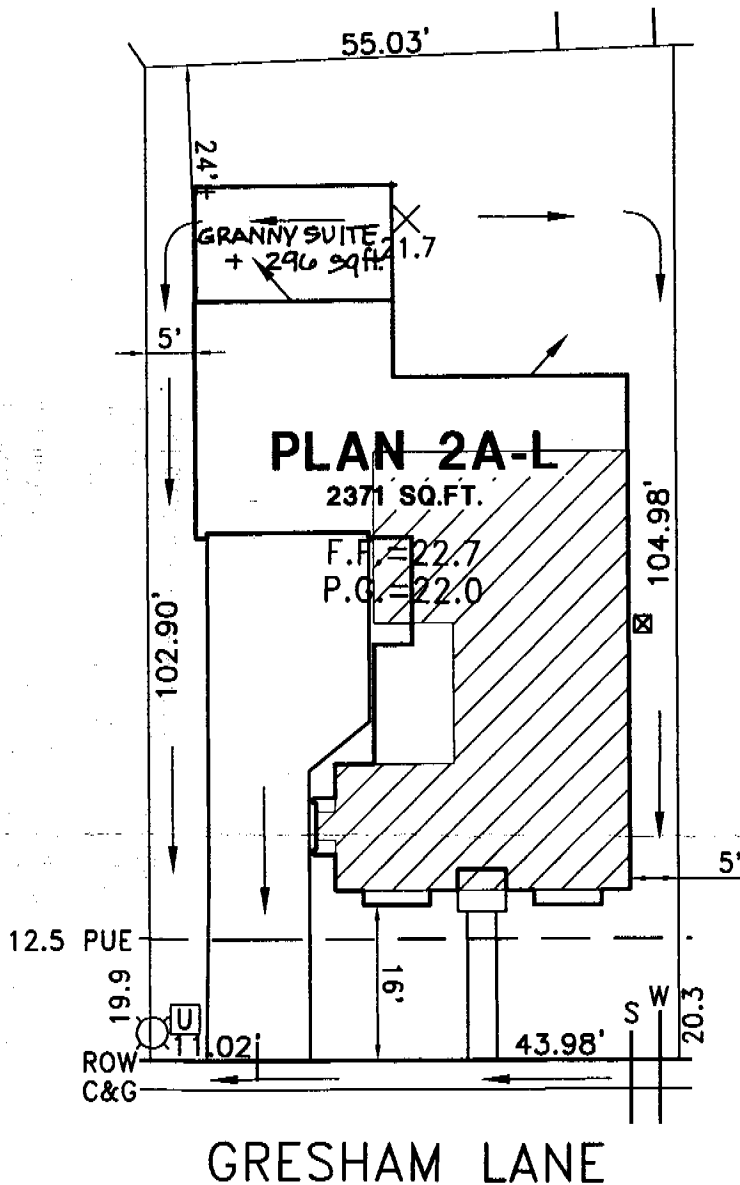 55.03'
24'±
GRANNY SUITE
+ 296 sqft.
21.7
5'
PLAN 2A-L
2371 SQ.FT.
F.F.=22.7
P.G.=22.0
104.98'
102.90'
5'
12.5 PUE
19.9
16'
U
S
W
20.3
11.02'
43.98'
ROW
C&G
GRESHAM LANE